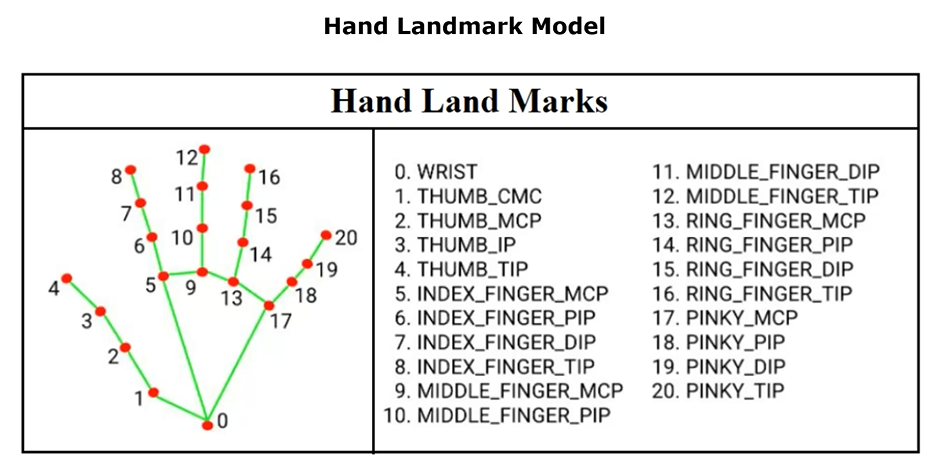 Hand Landmark Model
Hand Land Marks
12
8
16
11
7
15
6
10
14
20
19
5
9
13
18
4
17
3
2
1
0
0. WRIST
1. THUMB_CMC
2. THUMB_MCP
3. THUMB_IP
4. THUMB_TIP
5. INDEX_FINGER_MCP
6. INDEX_FINGER_PIP
7. INDEX_FINGER_DIP
8. INDEX_FINGER_TIP
9. MIDDLE_FINGER_MCP
10. MIDDLE_FINGER_PIP
11. MIDDLE_FINGER_DIP
12. MIDDLE_FINGER_TIP
13. RING_FINGER_MCP
14. RING_FINGER_PIP
15. RING_FINGER_DIP
16. RING_FINGER_TIP
17. PINKY_MCP
18. PINKY_PIP
19. PINKY_DIP
20. PINKY_TIP